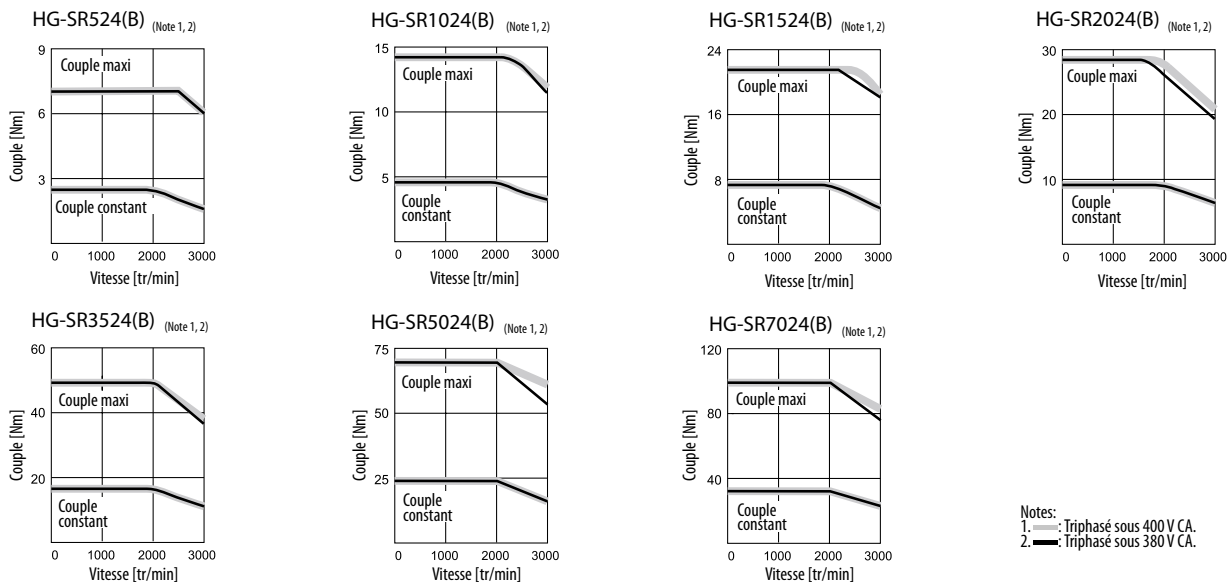 HG-SR524(B) (Note 1, 2)
9
6
3
Couple [Nm]
Couple maxi
Couple constant
0 1000 2000 3000
Vitesse [tr/min]
HG-SR1024(B) (Note 1, 2)
15
10
5
Couple [Nm]
Couple maxi
Couple
constant
0 1000 2000 3000
Vitesse [tr/min]
HG-SR1524(B) (Note 1, 2)
24
16
8
Couple [Nm]
Couple maxi
Couple
constant
0 1000 2000 3000
Vitesse [tr/min]
HG-SR2024(B) (Note 1, 2)
30
20
10
Couple [Nm]
Couple maxi
Couple
constant
0 1000 2000 3000
Vitesse [tr/min]
HG-SR3524(B) (Note 1, 2)
60
40
20
Couple [Nm]
Couple maxi
Couple
constant
0 1000 2000 3000
Vitesse [tr/min]
HG-SR5024(B) (Note 1, 2)
75
50
25
Couple [Nm]
Couple maxi
Couple
constant
0 1000 2000 3000
Vitesse [tr/min]
HG-SR7024(B) (Note 1, 2)
120
80
40
Couple [Nm]
Couple maxi
Couple
constant
0 1000 2000 3000
Vitesse [tr/min]
Notes:
1. : Triphasé sous 400 V CA.
2. : Triphasé sous 380 V CA.